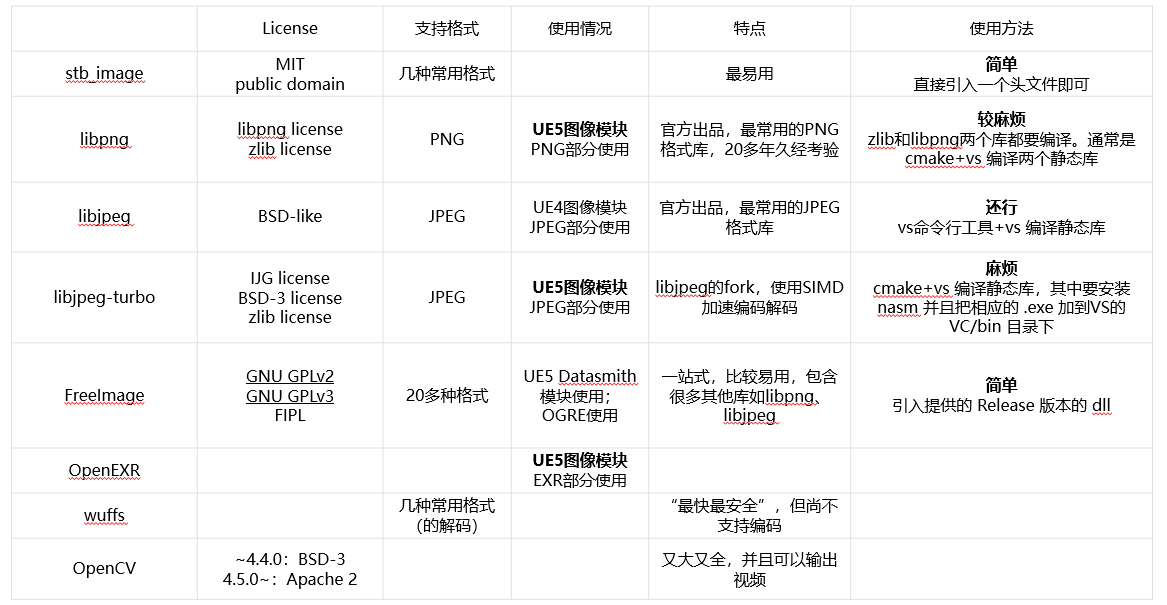 License 支持格式 使用情况 特点 使用方法
stb_image
MIT
public domain
几种常用格式
最易用
简单
直接引入一个头文件即可
libpng
libpng license
zlib license
PNG
UE5图像模块
PNG部分使用
官方出品，最常用的PNG
格式库，20多年久经考验
较麻烦
zlib和libpng两个库都要编译。通常是
cmake+vs 编译两个静态库
libjpeg
BSD-like
JPEG
UE4图像模块
JPEG部分使用
官方出品，最常用的JPEG
格式库
还行
vs命令行工具+vs 编译静态库
libjpeg-turbo
IJG license
BSD-3 license
zlib license
JPEG
UE5图像模块
JPEG部分使用
libjpeg的fork，使用SIMD
加速编码解码
麻烦
cmake+vs 编译静态库，其中要安装
nasm 并且把相应的 .exe 加到VS的
VC/bin 目录下
FreeImage
GNU GPLv2
GNU GPLv3
FIPL
20多种格式
UE5 Datasmith
模块使用；
OGRE使用
一站式，比较易用，包含
很多其他库如libpng、
libjpeg
简单
引入提供的 Release 版本的 dll
OpenEXR
UE5图像模块
EXR部分使用
wuffs
几种常用格式
（的解码）
“最快最安全”，但尚不
支持编码
OpenCV
~4.4.0：BSD-3
4.5.0~：Apache 2
又大又全，并且可以输出
视频